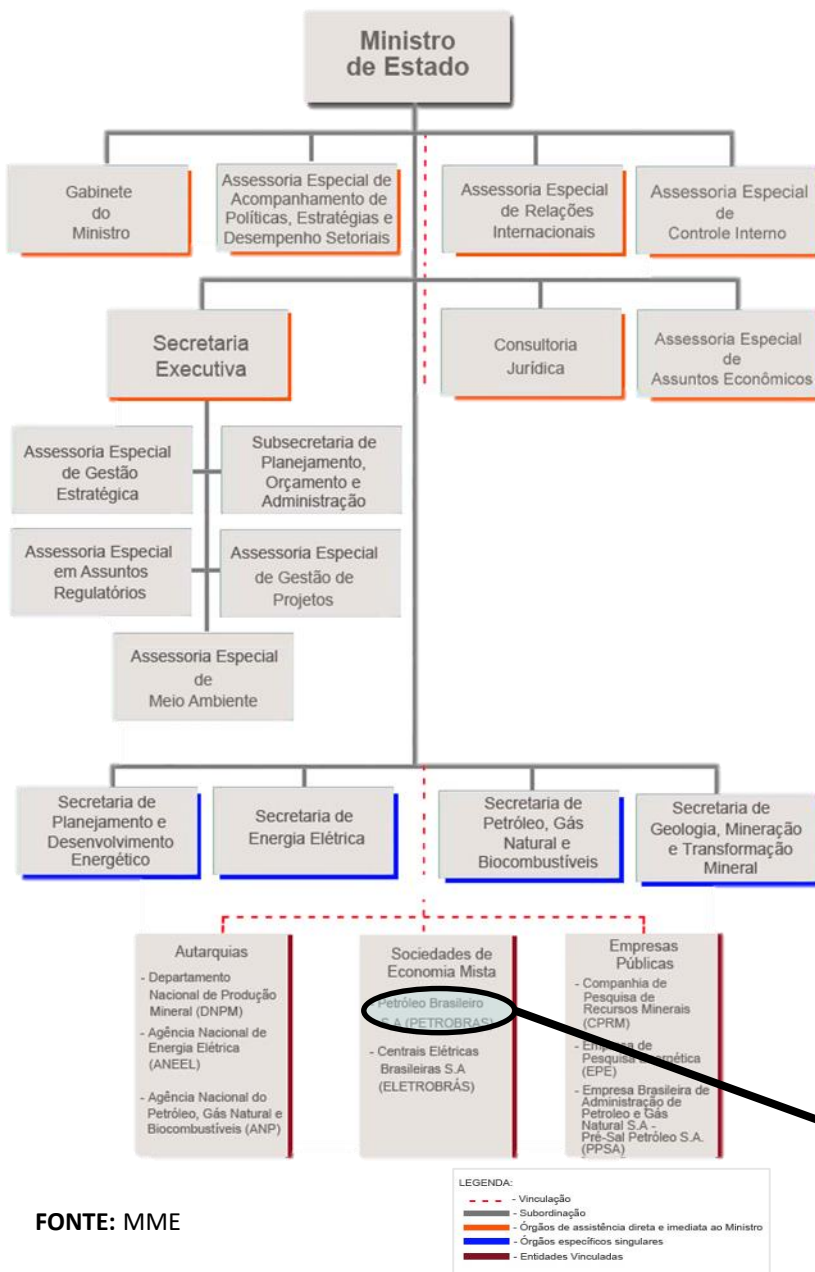 Ministro
de Estado
Gabinete
do
Ministro
Assessoria Especial de
Acompanhamento de
Políticas, Estratégias e
Desempenho Setoriais
Assessoria Especial
de Relações
Internacionais
Assessoria Especial
de
Controle Interno
Secretaria
Executiva
Consultoria
Jurídica
Assessoria Especial
de
Assuntos Econômicos
Assessoria Especial
de Gestão
Estratégica
Subsecretaria de
Planejamento,
Orçamento e
Administração
Assessoria Especial
em Assuntos
Regulatórios
Assessoria Especial
de Gestão de
Projetos
Assessoria Especial
de
Meio Ambiente
Secretaria de
Planejamento e
Desenvolvimento
Energético
Secretaria de
Energia Elétrica
Secretaria de
Petróleo, Gás
Natural e
Biocombustíveis
Secretaria de
Geologia, Mineração
e Transformação
Mineral
Autarquias
- Departamento
Nacional de Produção
Mineral (DNPM)
- Agência Nacional de
Energia Elétrica
(ANEEL)
- Agência Nacional do
Petróleo, Gás Natural e
Biocombustíveis (ANP)
Sociedades de
Economia Mista
- Petróleo Brasileiro
S.A (PETROBRAS)
- Centrais Elétricas
Brasileiras S.A
(ELETROBRÁS)
Empresas
Públicas
- Companhia de
Pesquisa de
Recursos Minerais
(CPRM)
- Empresa de
Pesquisa Energética
(EPE)
- Empresa Brasileira de
Administração de
Petroleo e Gás
Natural S.A -
Pré-Sal Petróleo S.A.
(PPSA)
FONTE: MME
LEGENDA:
- Vinculação
- Subordinação
- Órgãos de assistência direta e imediata ao Ministro
- Órgãos específicos singulares
- Entidades Vinculadas